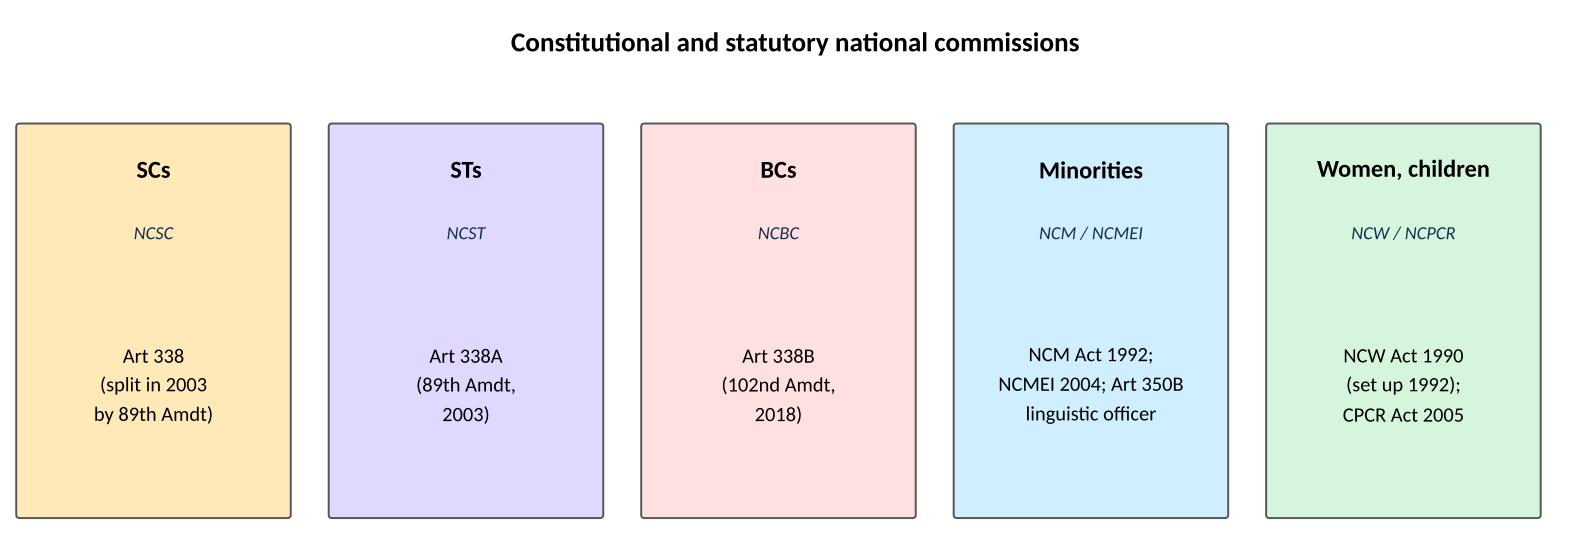 Constitutional and statutory national commissions
SCs
NCSC
Art 338
(split in 2003
by 89th Amdt)
STs
NCST
Art 338A
(89th Amdt,
2003)
BCs
NCBC
Art 338B
(102nd Amdt,
2018)
Minorities
NCM / NCMEI
NCM Act 1992;
NCMEI 2004; Art 350B
linguistic officer
Women, children
NCW / NCPCR
NCW Act 1990
(set up 1992);
CPCR Act 2005